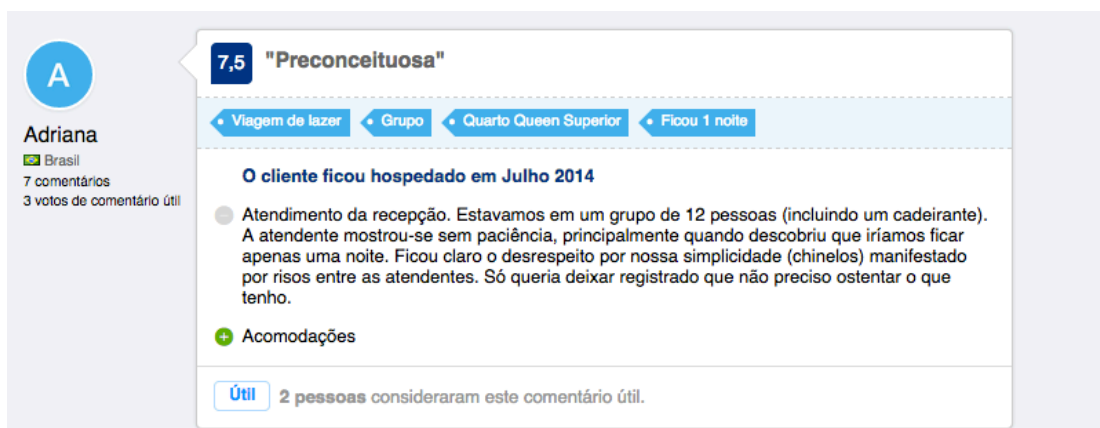 A
Adriana
Brasil
7 comentários
3 votos de comentário útil
7,5 "Preconceituosa"
Viagem de lazer Grupo Quarto Queen Superior Ficou 1 noite
O cliente ficou hospedado em Julho 2014
Atendimento da recepção. Estavamos em um grupo de 12 pessoas (incluindo um cadeirante).
A atendente mostrou-se sem paciência, principalmente quando descobriu que iríamos ficar
apenas uma noite. Ficou claro o desrespeito por nossa simplicidade (chinelos) manifestado
por risos entre as atendentes. Só queria deixar registrado que não preciso ostentar o que
tenho.
Acomodações
Útil 2 pessoas consideraram este comentário útil.